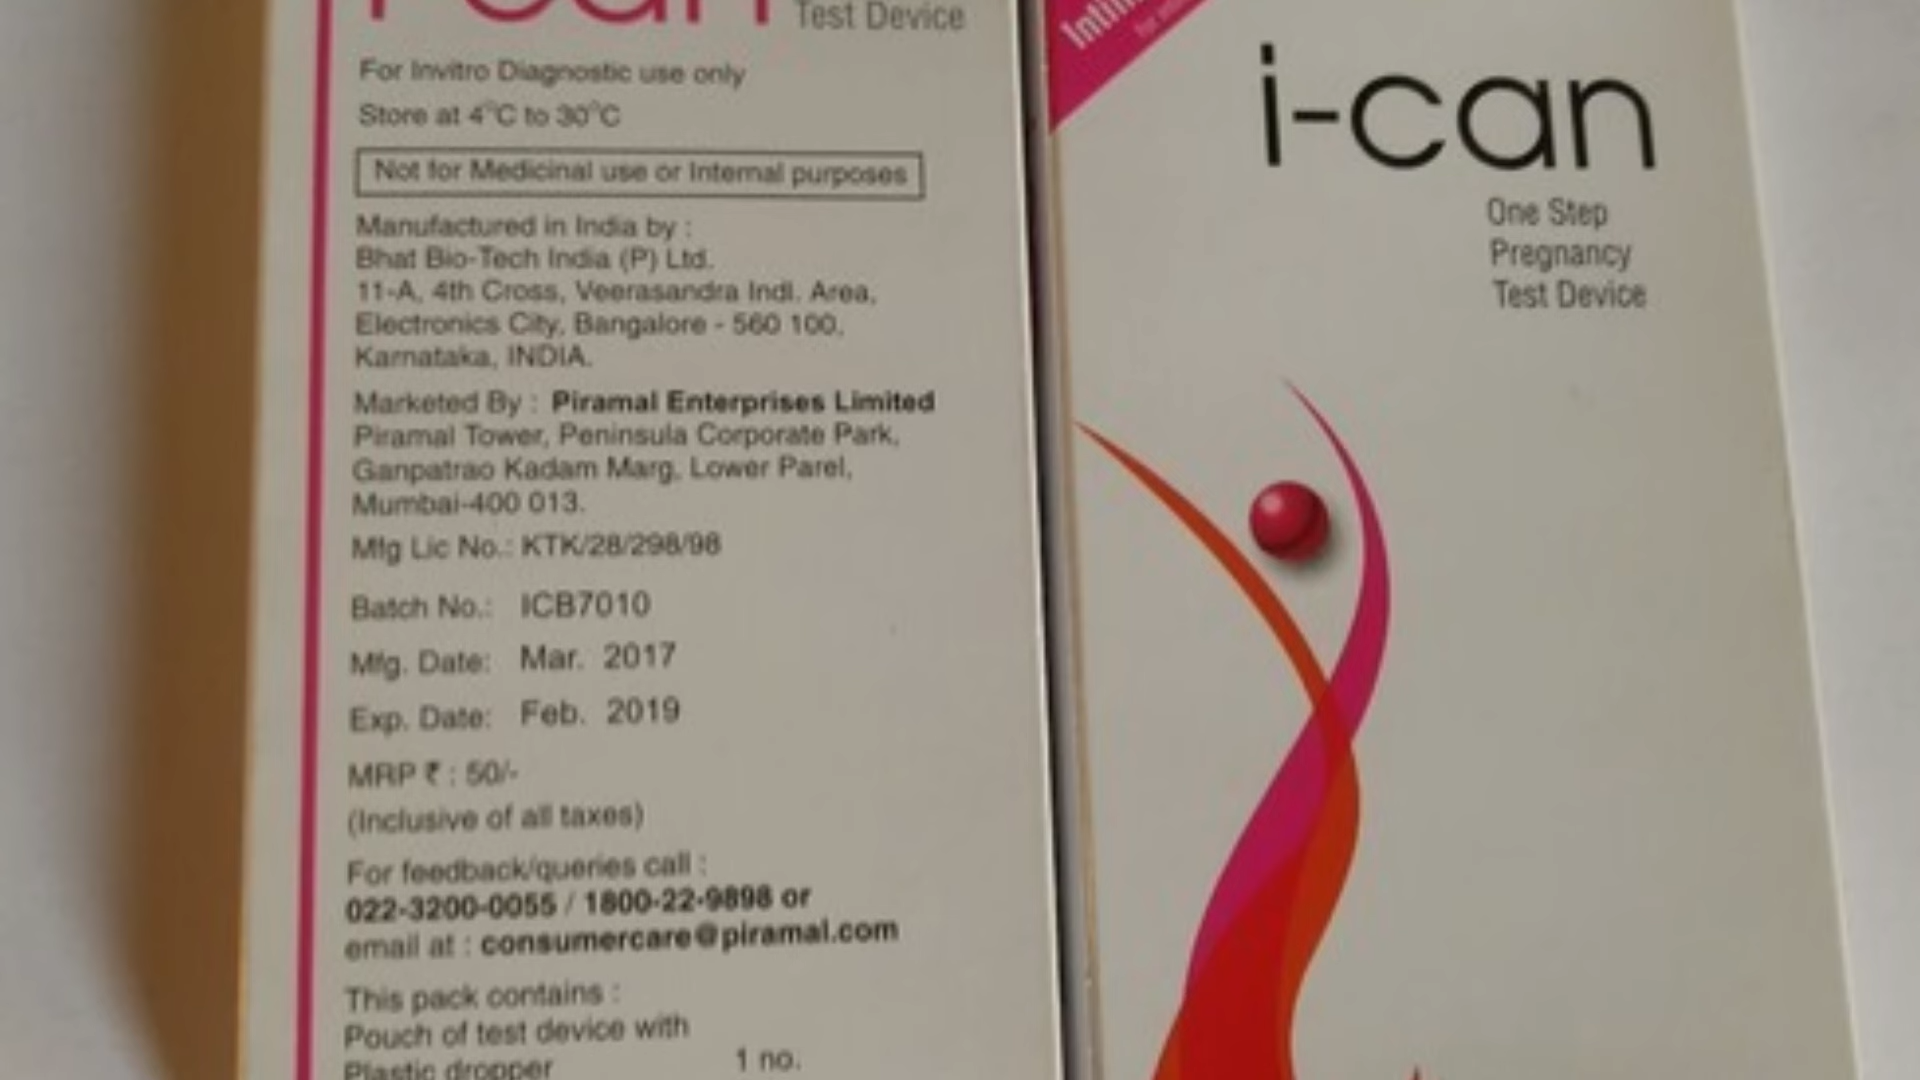 i-can
Test Device
For Invitro Diagnostic use only
Store at 4°C to 30°C
Not for Medicinal use or Internal purposes
Manufactured in India by :
Bhat Bio-Tech India (P) Ltd.
11-A, 4th Cross, Veerasandra Indl. Area,
Electronics City, Bangalore - 560 100,
Karnataka, INDIA.
Marketed By : Piramal Enterprises Limited
Piramal Tower, Peninsula Corporate Park,
Ganpatrao Kadam Marg, Lower Parel,
Mumbai-400 013.
Mfg Lic No.: KTK/28/298/98
Batch No.: ICB7010
Mfg. Date: Mar. 2017
Exp. Date: Feb. 2019
MRP ₹ : 50/-
(Inclusive of all taxes)
For feedback/queries call :
022-3200-0055 / 1800-22-9898 or
email at : consumercare@piramal.com
This pack contains :
Pouch of test device with
Plastic dropper 1 no.
i-can
One Step
Pregnancy
Test Device